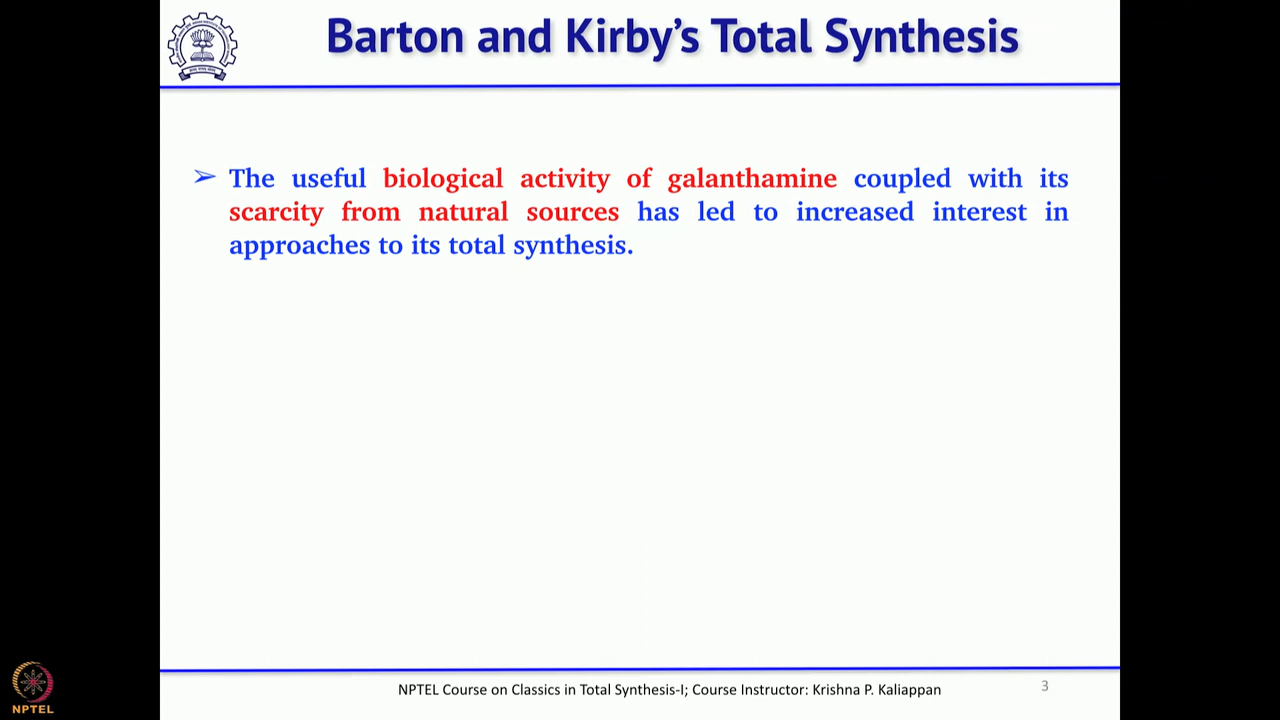 Barton and Kirby’s Total Synthesis
➢ The useful biological activity of galanthamine coupled with its
scarcity from natural sources has led to increased interest in
approaches to its total synthesis.
NPTEL Course on Classics in Total Synthesis-I; Course Instructor: Krishna P. Kaliappan
3
NPTEL